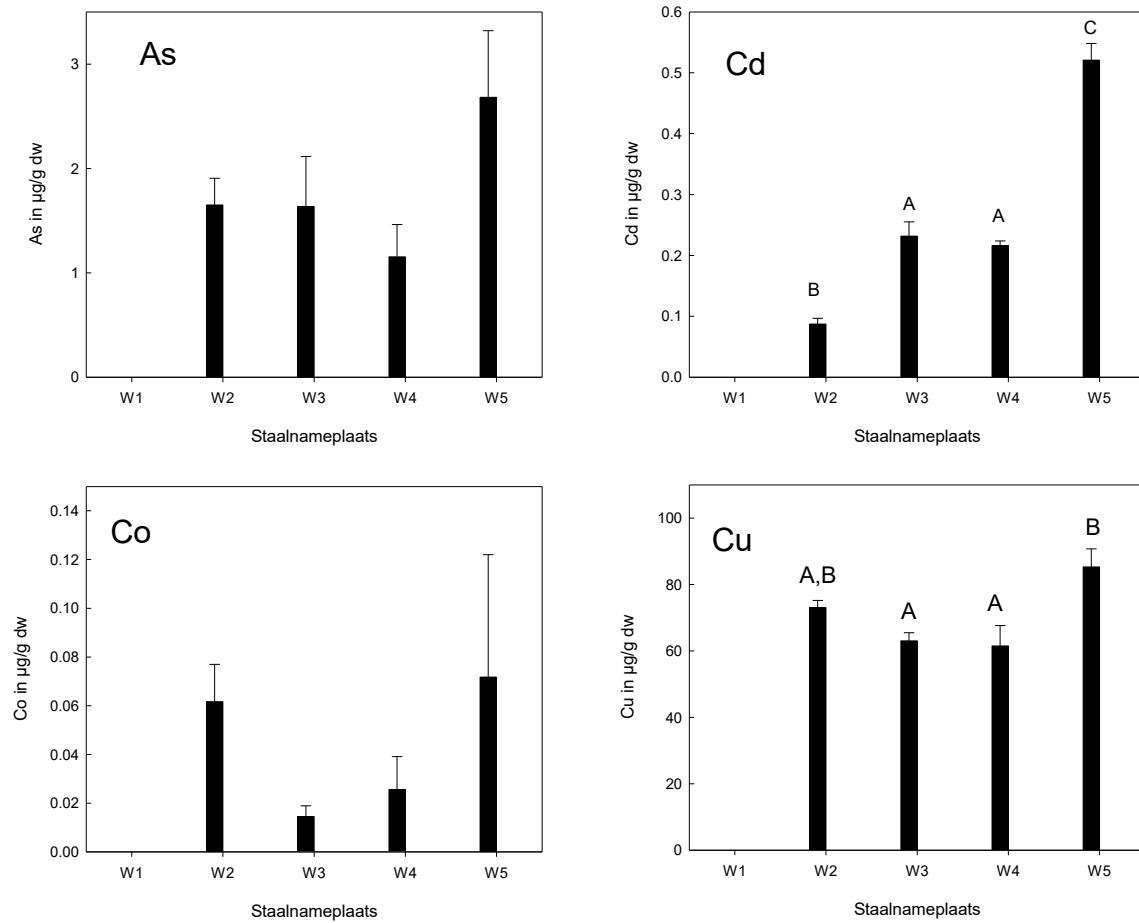 As
As in µg/g dw
3
2
1
0
W1 W2 W3 W4 W5
Staalnameplaats
Cd
Cd in µg/g dw
0.6
0.5
0.4
0.3
0.2
0.1
0.0
B
A
A
C
W1 W2 W3 W4 W5
Staalnameplaats
Co
Co in µg/g dw
0.14
0.12
0.10
0.08
0.06
0.04
0.02
0.00
W1 W2 W3 W4 W5
Staalnameplaats
Cu
Cu in µg/g dw
100
80
60
40
20
0
A,B
A
A
B
W1 W2 W3 W4 W5
Staalnameplaats